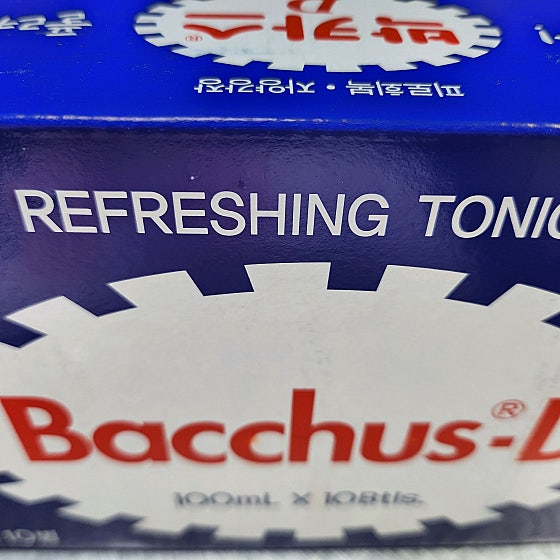 피로회복 • 자양강장
박카스®
D
REFRESHING TONIC
Bacchus-D
®
100mL X 10Btls.